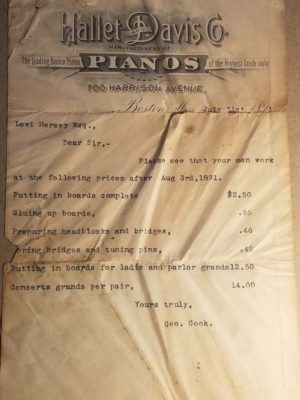 Hallet & Davis Co.
MANUFACTURERS OF
The Leading Boston Piano PIANOS of the Highest Grade only.
700 HARRISON AVENUE
Boston, Mass. July 189
Levi Hersey Esq.,
Dear Sir,-
Please see that your men work
at the following prices after Aug 3rd,1891.
Putting in boards complete $2.50
Gluing up boards, .55
Preparing headblocks and bridges, .46
boring bridges and tuning pins, .49
Putting in boards for ladie and parlor grands12.50
Concerts grands per pair, 14.00
Yours truly,
Geo. Cook.